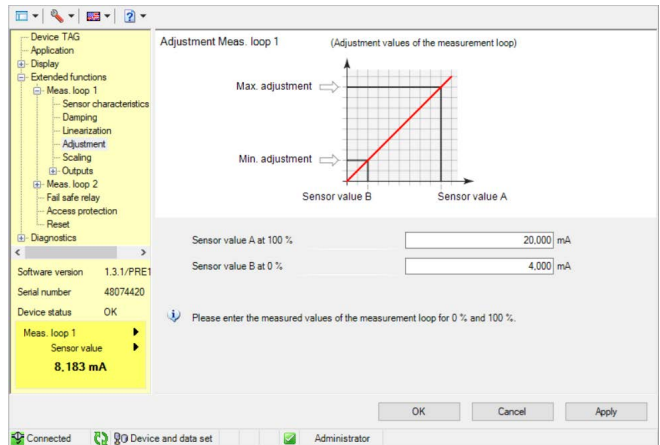 Device TAG
Application
Display
Extended functions
Meas. loop 1
Sensor characteristics
Damping
Linearization
Adjustment
Scaling
Outputs
Meas. loop 2
Fail safe relay
Access protection
Reset
Diagnostics
Software version 1.3.1/PRE1
Serial number 48074420
Device status OK
Meas. loop 1
Sensor value
8,183 mA
Adjustment Meas. loop 1 (Adjustment values of the measurement loop)
Max. adjustment
Min. adjustment
Sensor value B Sensor value A
Sensor value A at 100 % 20,000 mA
Sensor value B at 0 % 4,000 mA
Please enter the measured values of the measurement loop for 0 % and 100 %.
OK Cancel Apply
Connected Device and data set Administrator